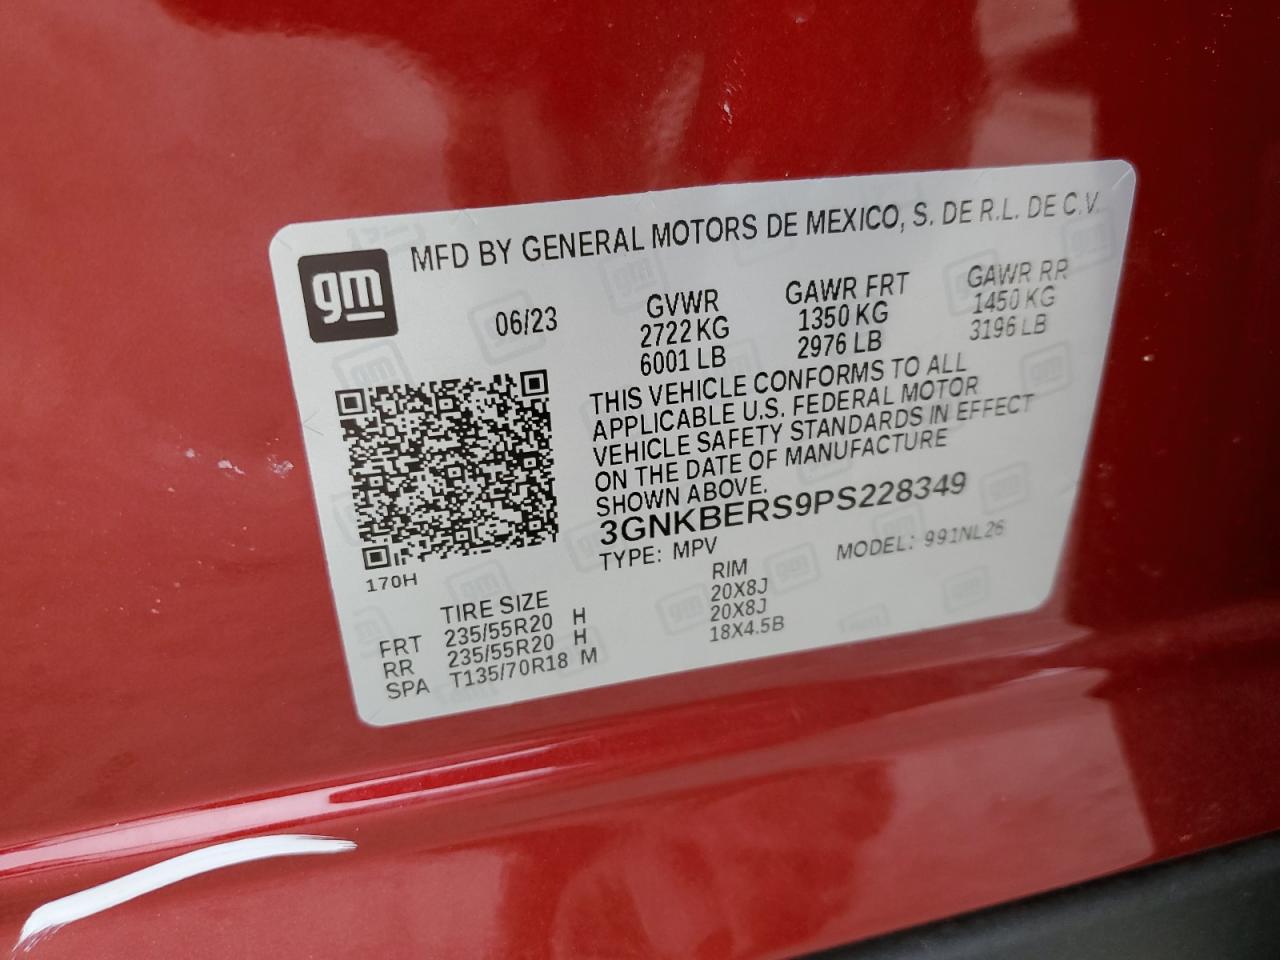 gm
MFD BY GENERAL MOTORS DE MEXICO, S. DE R.L. DE C.V.
06/23 GVWR GAWR FRT GAWR RR
2722 KG 1350 KG 1450 KG
6001 LB 2976 LB 3196 LB
THIS VEHICLE CONFORMS TO ALL
APPLICABLE U.S. FEDERAL MOTOR
VEHICLE SAFETY STANDARDS IN EFFECT
ON THE DATE OF MANUFACTURE
SHOWN ABOVE.
3GNKBERS9PS228349
TYPE: MPV MODEL: 991NL26
170H
TIRE SIZE RIM
FRT 235/55R20 H 20X8J
RR 235/55R20 H 20X8J
SPA T135/70R18 M 18X4.5B